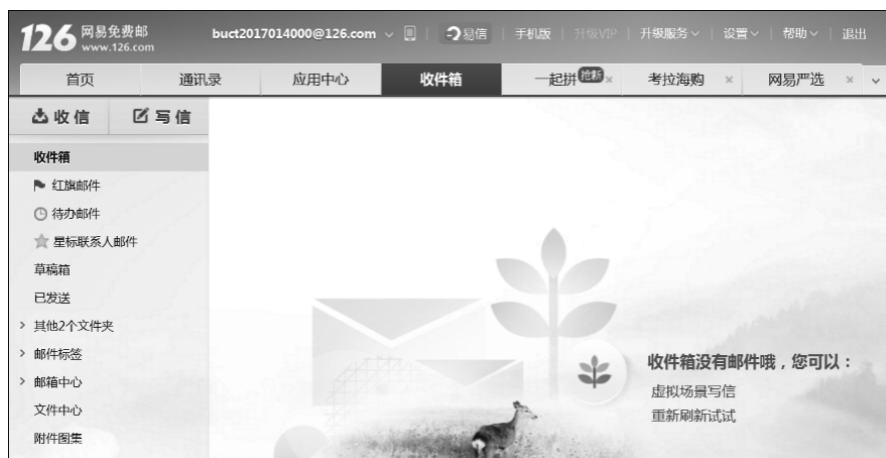 126 网易免费邮
www.126.com
buct2017014000@126.com 易信 手机版 升级VIP 升级服务 设置 帮助 退出
首页 通讯录 应用中心 收件箱 一起拼 抢新 × 考拉海购 × 网易严选 ×
收信 写信
收件箱
红旗邮件
待办邮件
星标联系人邮件
草稿箱
已发送
其他2个文件夹
邮件标签
邮箱中心
文件中心
附件图集
收件箱没有邮件哦，您可以：
虚拟场景写信
重新刷新试试